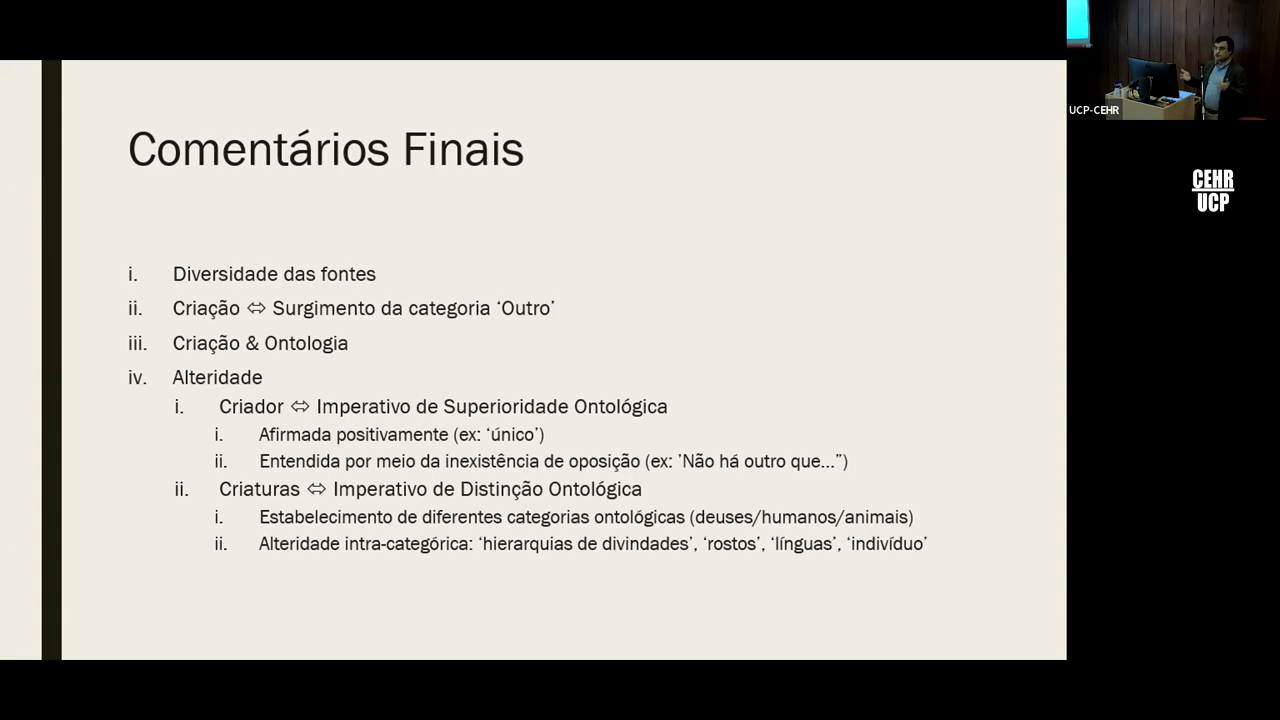 Comentários Finais
i. Diversidade das fontes
ii. Criação ⬄ Surgimento da categoria ‘Outro’
iii. Criação & Ontologia
iv. Alteridade
i. Criador ⬄ Imperativo de Superioridade Ontológica
i. Afirmada positivamente (ex: ‘único’)
ii. Entendida por meio da inexistência de oposição (ex: ’Não há outro que...”)
ii. Criaturas ⬄ Imperativo de Distinção Ontológica
i. Estabelecimento de diferentes categorias ontológicas (deuses/humanos/animais)
ii. Alteridade intra-categórica: ‘hierarquias de divindades’, ‘rostos’, ‘línguas’, ‘indivíduo’
UCP-CEHR
CEHR
UCP